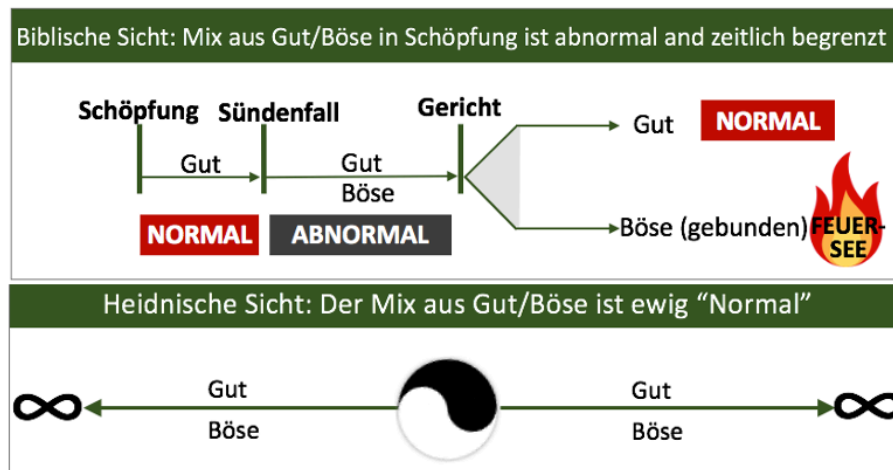 Biblische Sicht: Mix aus Gut/Böse in Schöpfung ist abnormal and zeitlich begrenzt
Schöpfung Sündenfall Gericht
Gut Gut Gut NORMAL
Böse
NORMAL ABNORMAL Böse (gebunden) FEUER-
SEE
Heidnische Sicht: Der Mix aus Gut/Böse ist ewig “Normal”
∞ Gut Gut ∞
Böse Böse